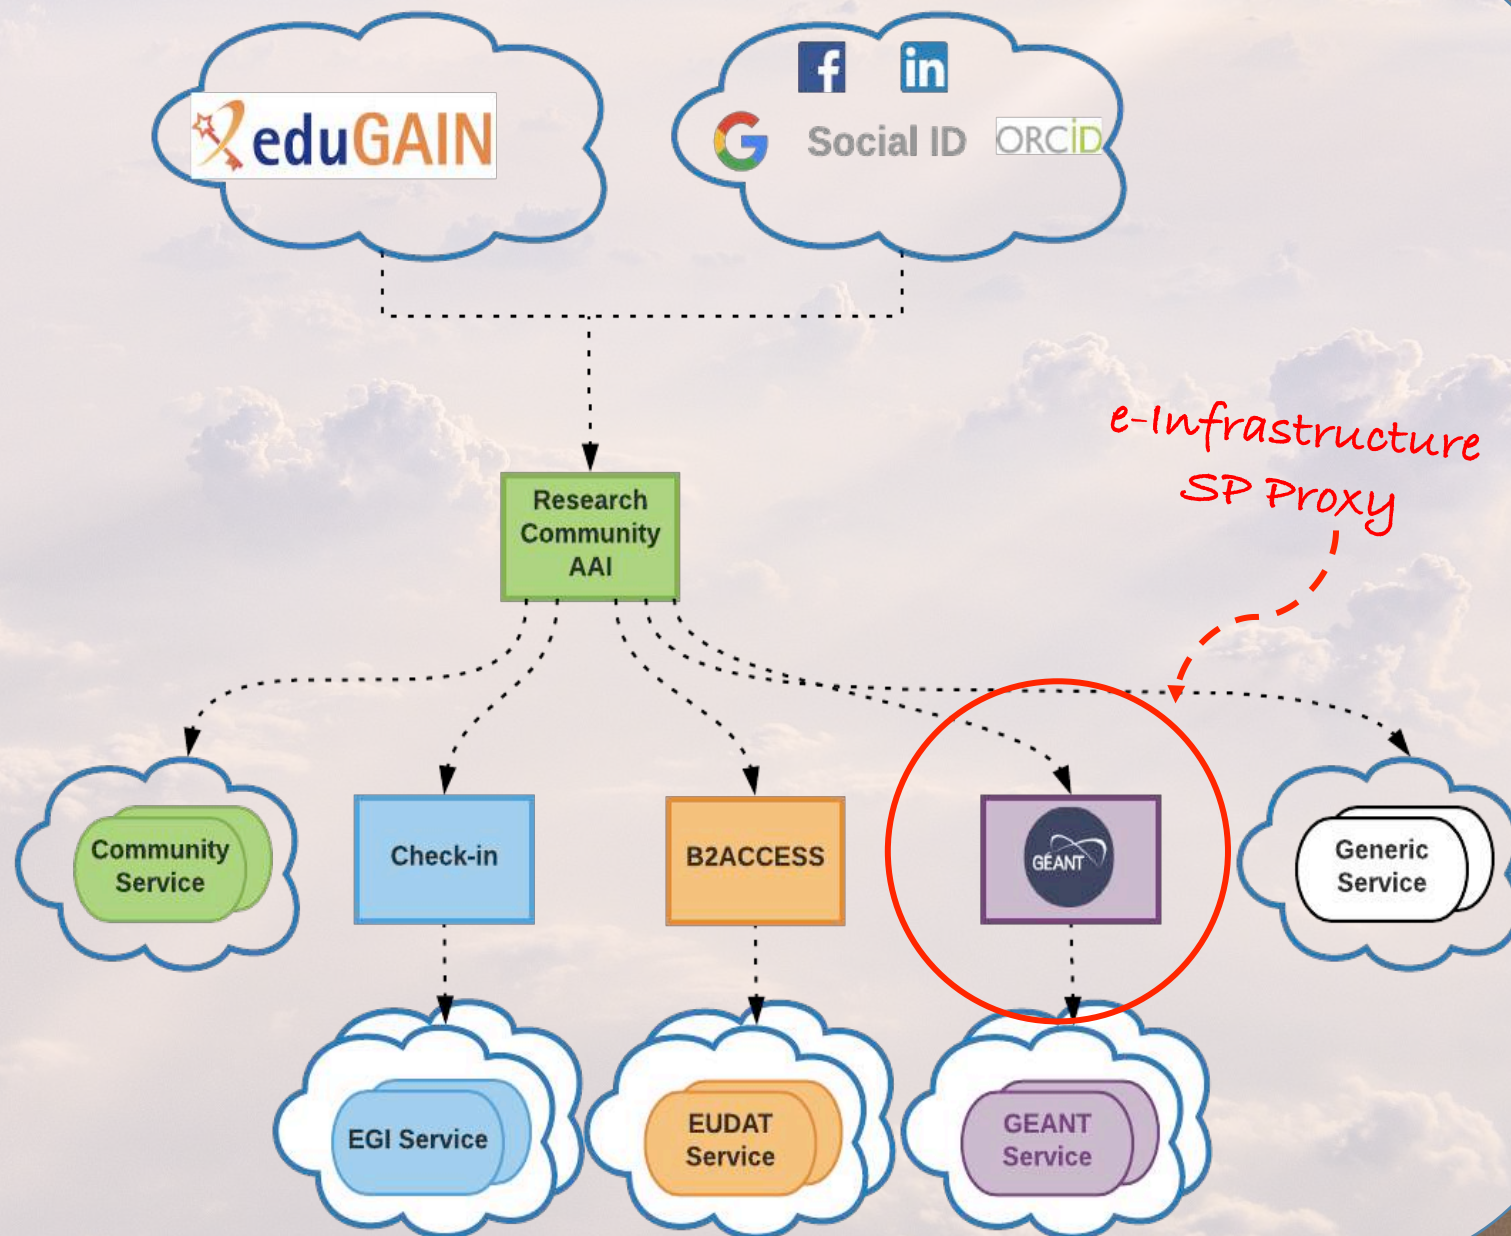 eduGAIN
f in
G Social ID ORCiD
e-Infrastructure
SP Proxy
Research
Community
AAI
Community
Service
Check-in
B2ACCESS
GÉANT
Generic
Service
EGI Service
EUDAT
Service
GEANT
Service